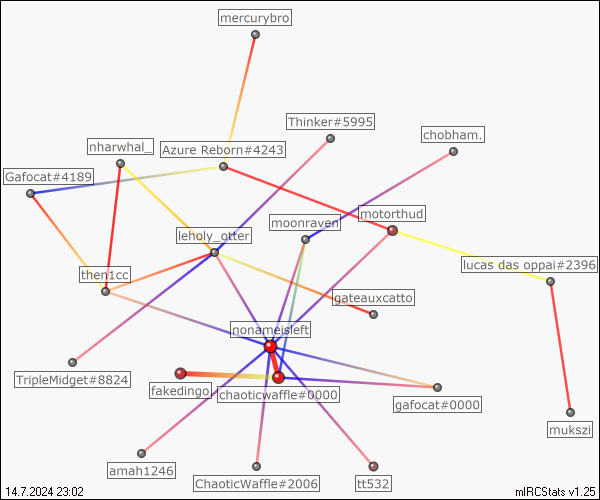 mercurybro
Thinker#5995
chobham.
nharwhal_
Azure Reborn#4243
Gafocat#4189
motorthud
moonraven
leholy_otter
lucas das oppai#2396
then1cc
gateauxcatto
nonameisleft
TripleMidget#8824
fakedingo
chaoticwaffle#0000
gafocat#0000
mukszi
amah1246
ChaoticWaffle#2006
tt532
14.7.2024 23:02
mIRCStats v1.25